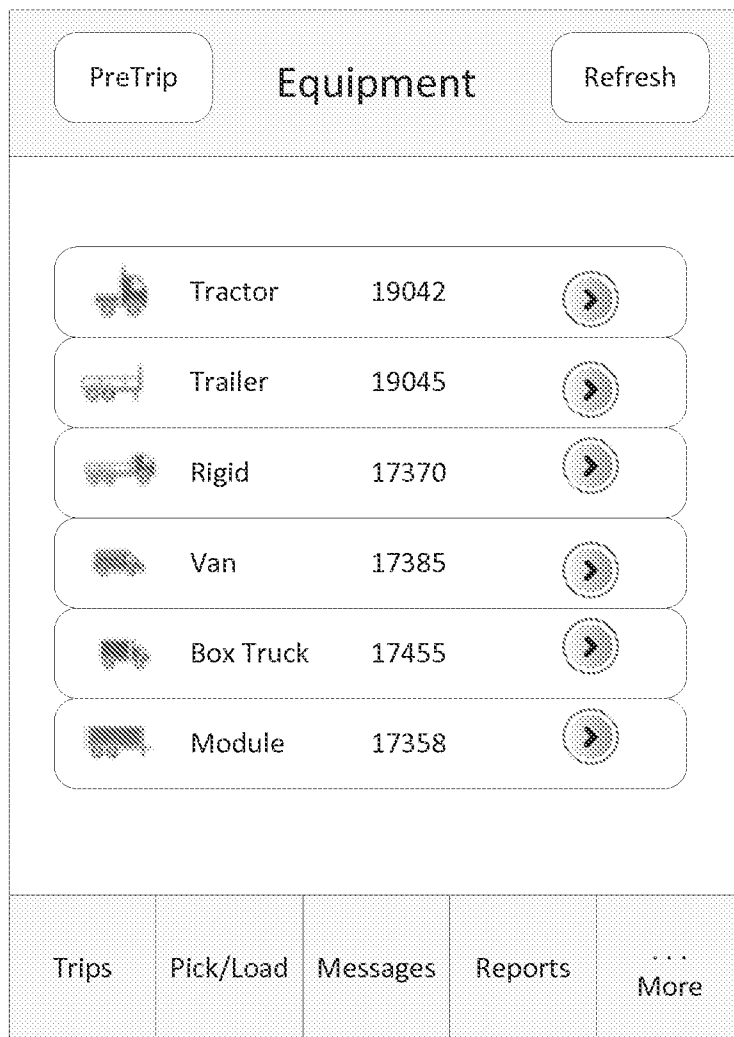 PreTrip Equipment Refresh
Tractor 19042
Trailer 19045
Rigid 17370
Van 17385
Box Truck 17455
Module 17358
Trips Pick/Load Messages Reports ...
More